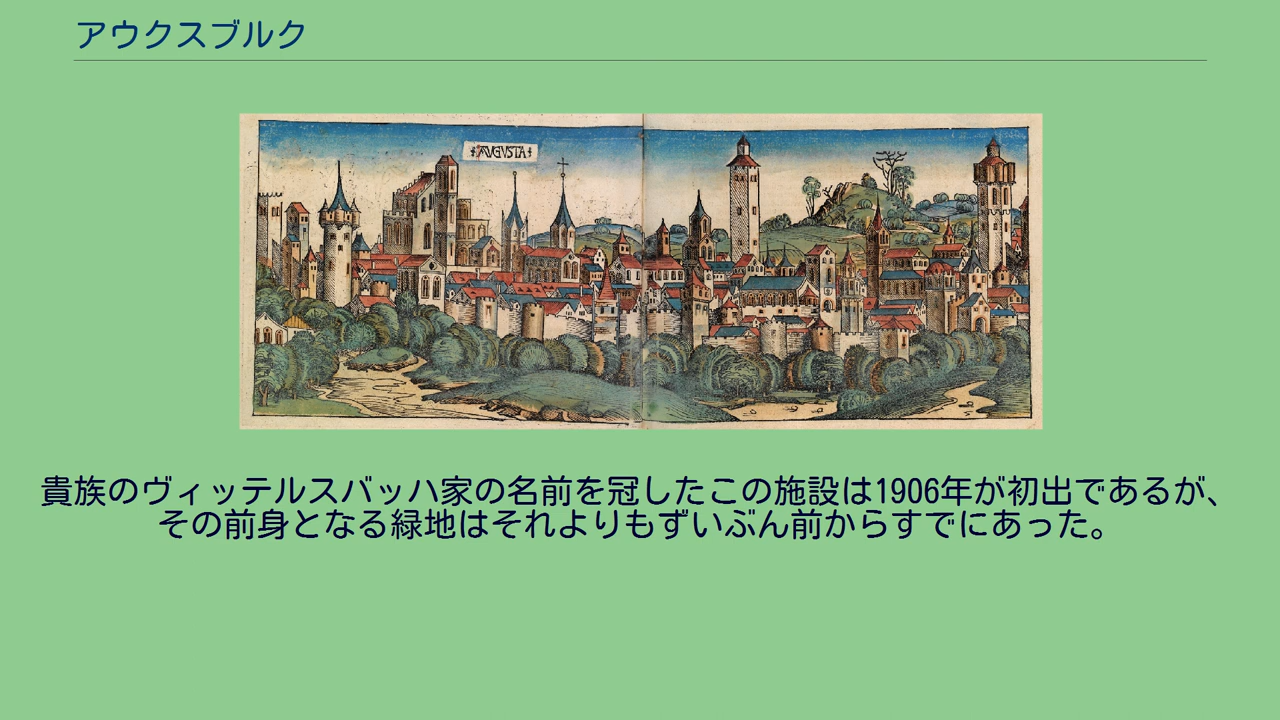 アウクスブルク
AVGVSTA
貴族のヴィッテルスバッハ家の名前を冠したこの施設は1906年が初出であるが、
その前身となる緑地はそれよりもずいぶん前からすでにあった。